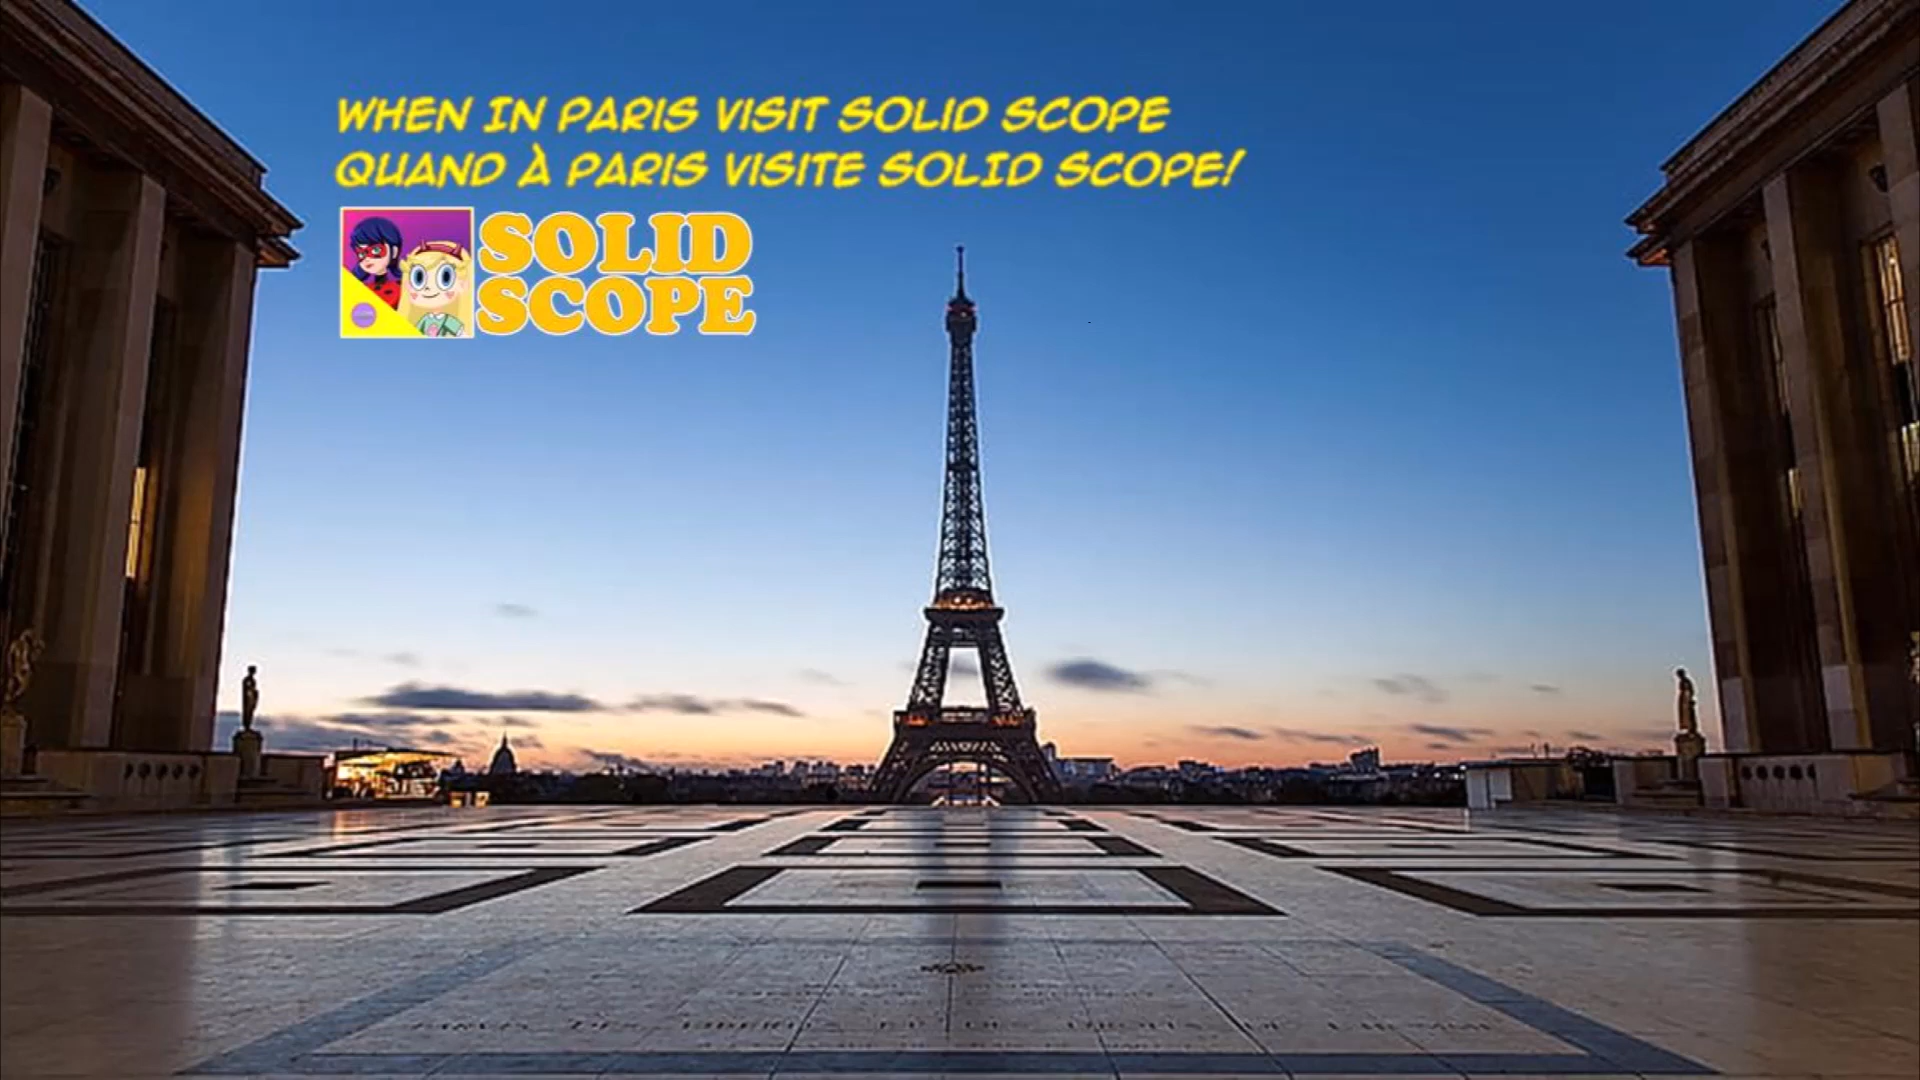 WHEN IN PARIS VISIT SOLID SCOPE
QUAND À PARIS VISITE SOLID SCOPE!
SOLID
SCOPE